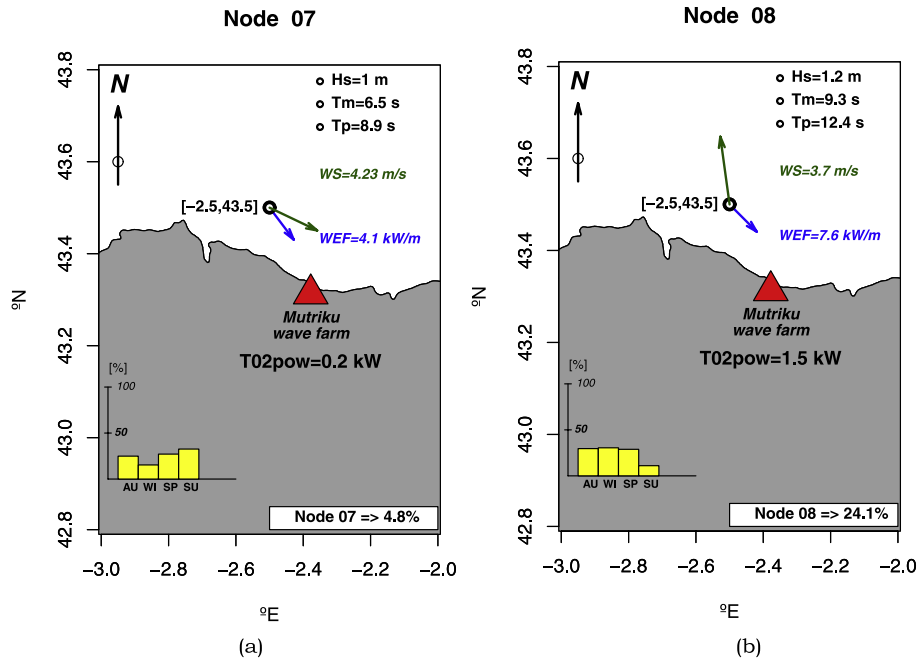 Node 07
N
Hs=1 m
Tm=6.5 s
Tp=8.9 s
WS=4.23 m/s
[−2.5,43.5]
WEF=4.1 kW/m
Mutriku
wave farm
T02pow=0.2 kW
[%]
100
50
AU WI SP SU
Node 07 => 4.8%
43.8
43.6
43.4
43.2
43.0
42.8
ºN
−3.0 −2.8 −2.6 −2.4 −2.2 −2.0
ºE
(a)
Node 08
N
Hs=1.2 m
Tm=9.3 s
Tp=12.4 s
WS=3.7 m/s
[−2.5,43.5]
WEF=7.6 kW/m
Mutriku
wave farm
T02pow=1.5 kW
[%]
100
50
AU WI SP SU
Node 08 => 24.1%
43.8
43.6
43.4
43.2
43.0
42.8
ºN
−3.0 −2.8 −2.6 −2.4 −2.2 −2.0
ºE
(b)